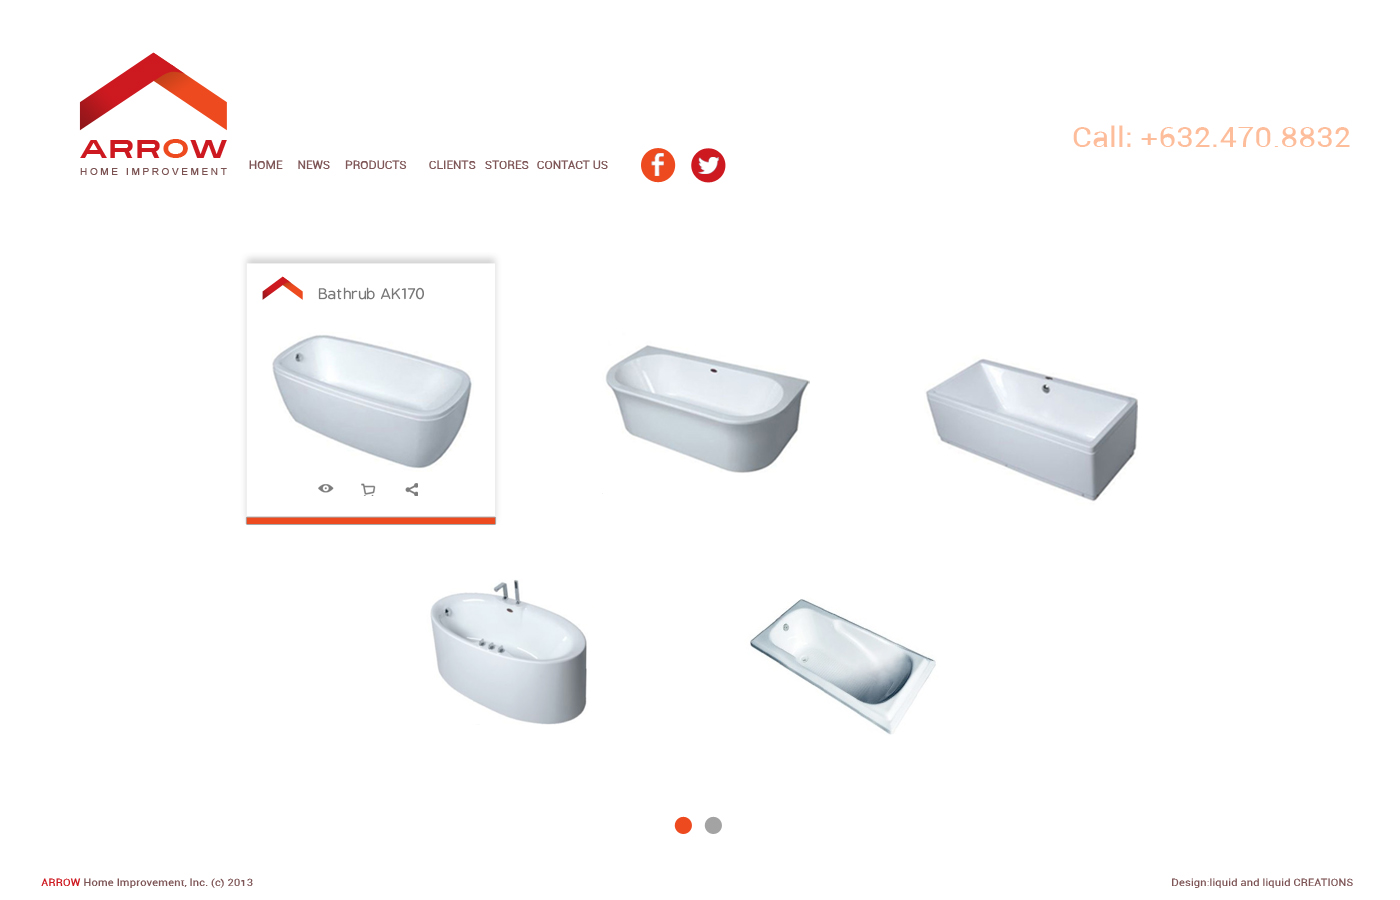 ARROW
HOME IMPROVEMENT
HOME NEWS PRODUCTS CLIENTS STORES CONTACT US
Call: +632.470.8832
Bathrub AK170
ARROW Home Improvement, Inc. (c) 2013
Design:liquid and liquid CREATIONS